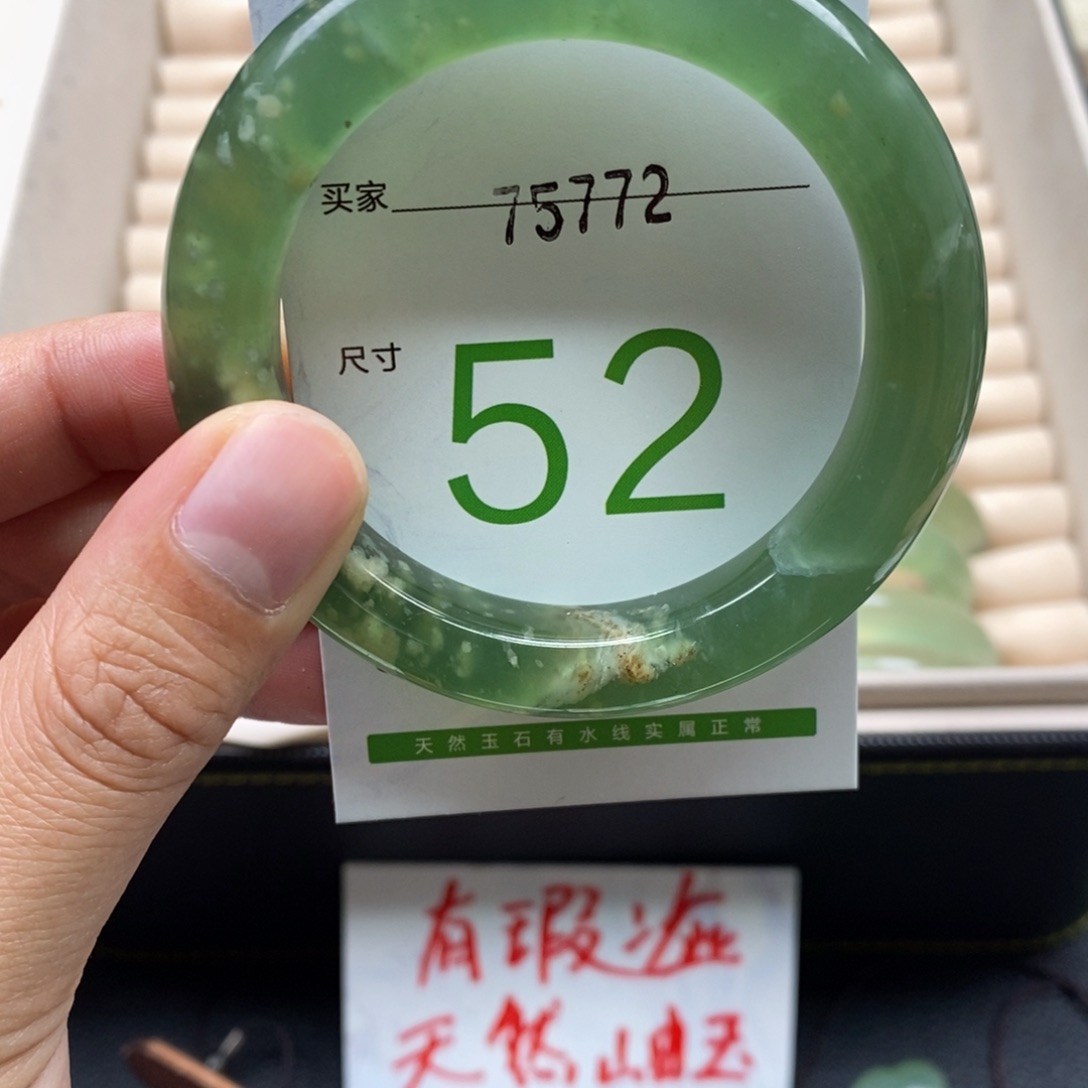 买家 75772
尺寸 52
天然玉石有水线实属正常
有瑕疵
天然岫玉